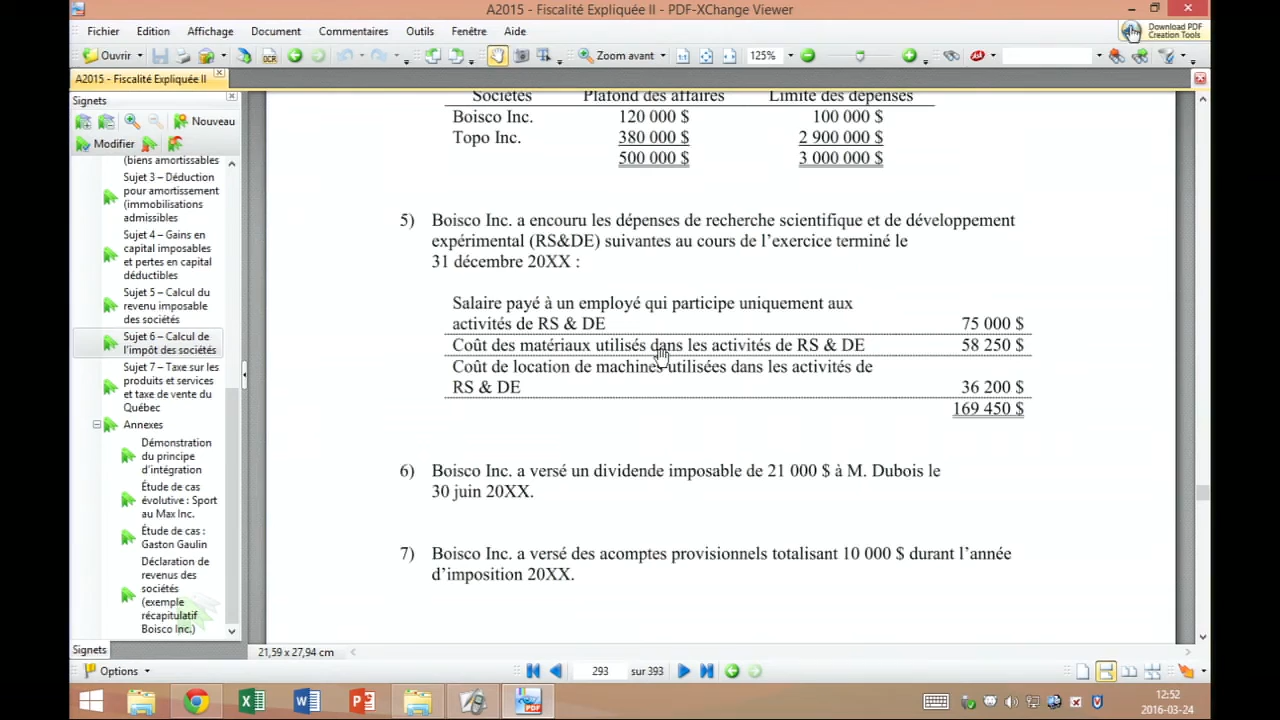 A2015 - Fiscalité Expliquée II - PDF-XChange Viewer
Fichier Edition Affichage Document Commentaires Outils Fenêtre Aide
Download PDF
Creation Tools
Ouvrir OCR Zoom avant 125%
A2015 - Fiscalité Expliquée II
Signets
Nouveau
Modifier
(biens amortissables
Sujet 3 – Déduction
pour amortissement
(immobilisations
admissibles
Sujet 4 – Gains en
capital imposables
et pertes en capital
déductibles
Sujet 5 – Calcul du
revenu imposable
des sociétés
Sujet 6 – Calcul de
l'impôt des sociétés
Sujet 7 – Taxe sur les
produits et services
et taxe de vente du
Québec
Annexes
Démonstration
du principe
d'intégration
Étude de cas
évolutive : Sport
au Max Inc.
Étude de cas :
Gaston Gaulin
Déclaration de
revenus des
sociétés
(exemple
récapitulatif
Boisco Inc.)
Signets
Sociétés Plafond des affaires Limite des dépenses
Boisco Inc. 120 000 $ 100 000 $
Topo Inc. 380 000 $ 2 900 000 $
500 000 $ 3 000 000 $
5) Boisco Inc. a encouru les dépenses de recherche scientifique et de développement
expérimental (RS&DE) suivantes au cours de l'exercice terminé le
31 décembre 20XX :
Salaire payé à un employé qui participe uniquement aux
activités de RS & DE 75 000 $
Coût des matériaux utilisés dans les activités de RS & DE 58 250 $
Coût de location de machines utilisées dans les activités de
RS & DE 36 200 $
169 450 $
6) Boisco Inc. a versé un dividende imposable de 21 000 $ à M. Dubois le
30 juin 20XX.
7) Boisco Inc. a versé des acomptes provisionnels totalisant 10 000 $ durant l'année
d'imposition 20XX.
21,59 x 27,94 cm
Options 293 sur 393
12:52
2016-03-24